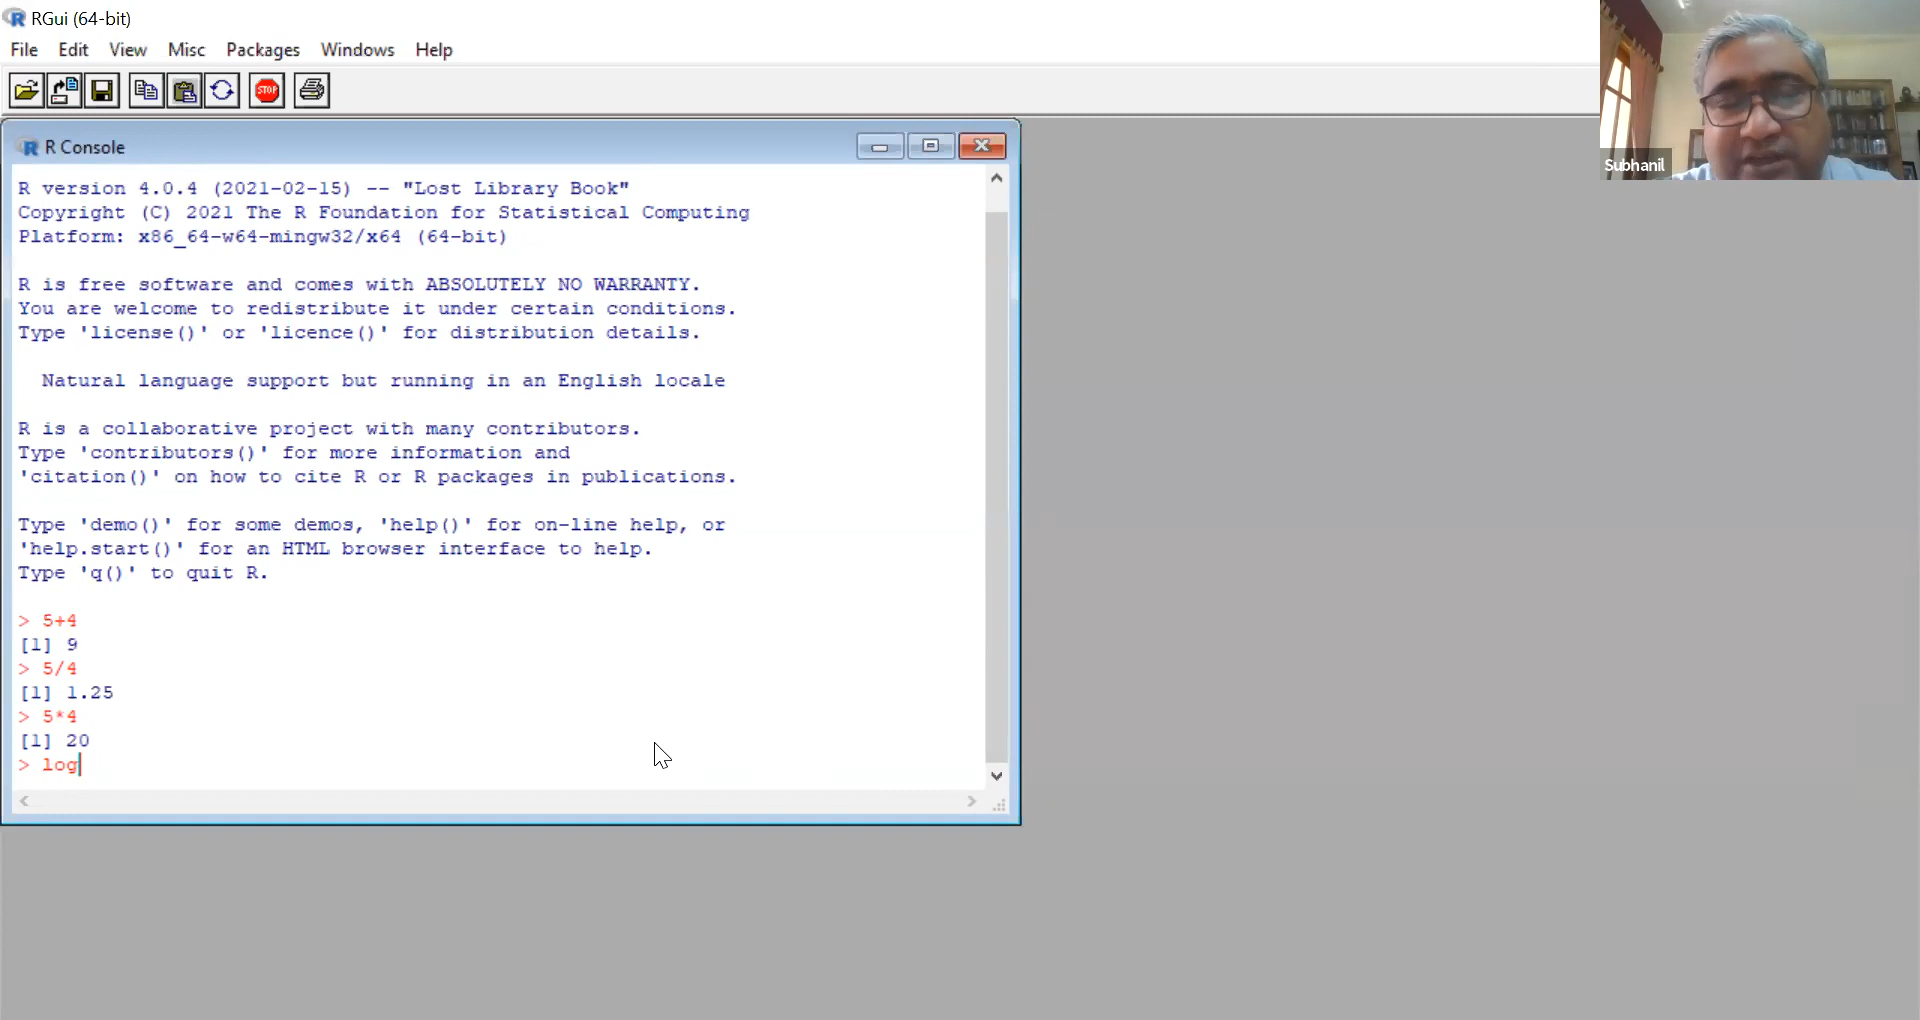 RGui (64-bit)
File Edit View Misc Packages Windows Help
STOP
Subhanil
R Console
R version 4.0.4 (2021-02-15) -- "Lost Library Book"
Copyright (C) 2021 The R Foundation for Statistical Computing
Platform: x86_64-w64-mingw32/x64 (64-bit)
R is free software and comes with ABSOLUTELY NO WARRANTY.
You are welcome to redistribute it under certain conditions.
Type 'license()' or 'licence()' for distribution details.
Natural language support but running in an English locale
R is a collaborative project with many contributors.
Type 'contributors()' for more information and
'citation()' on how to cite R or R packages in publications.
Type 'demo()' for some demos, 'help()' for on-line help, or
'help.start()' for an HTML browser interface to help.
Type 'q()' to quit R.
> 5+4
[1] 9
> 5/4
[1] 1.25
> 5*4
[1] 20
> log